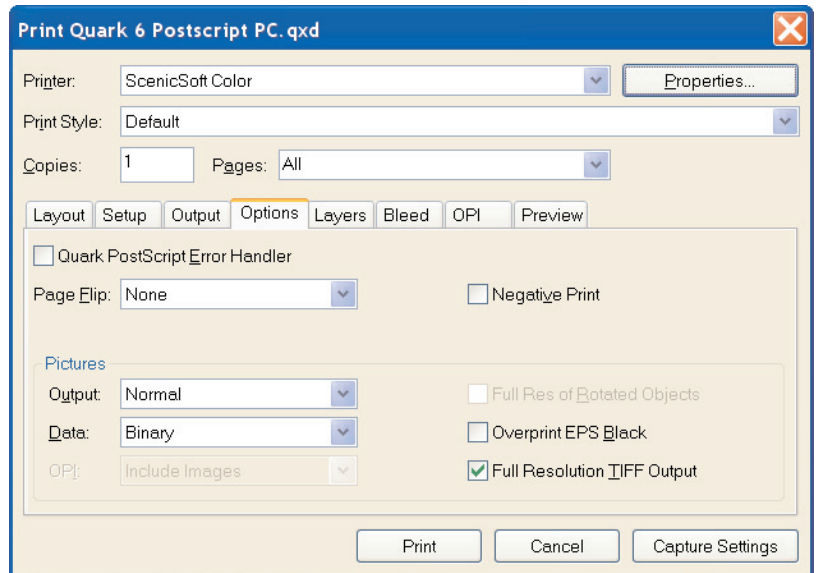 Print Quark 6 Postscript PC.qxd
Printer: ScenicSoft Color Properties...
Print Style: Default
Copies: 1 Pages: All
Layout Setup Output Options Layers Bleed OPI Preview
Quark PostScript Error Handler
Page Flip: None Negative Print
Pictures
Output: Normal Full Res of Rotated Objects
Data: Binary Overprint EPS Black
OPI: Include Images Full Resolution TIFF Output
Print Cancel Capture Settings